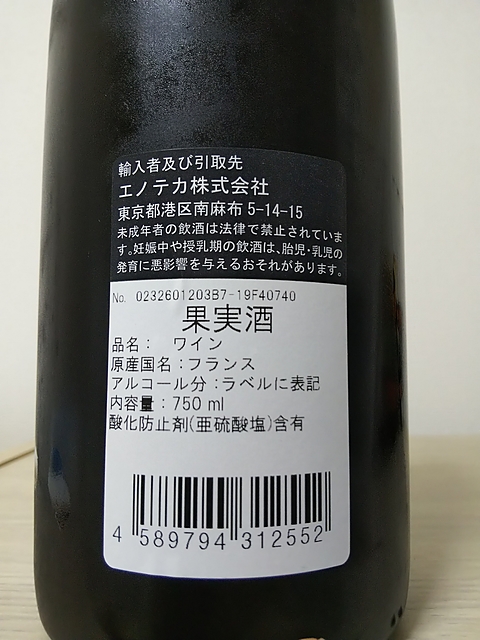 輸入者及び引取先
エノテカ株式会社
東京都港区南麻布 5-14-15
未成年者の飲酒は法律で禁止されていま
す。妊娠中や授乳期の飲酒は、胎児・乳児の
発育に悪影響を与えるおそれがあります。
No. 0232601203B7-19F40740
果実酒
品名： ワイン
原産国名：フランス
アルコール分：ラベルに表記
内容量：750 ml
酸化防止剤(亜硫酸塩)含有
4 589794 312552